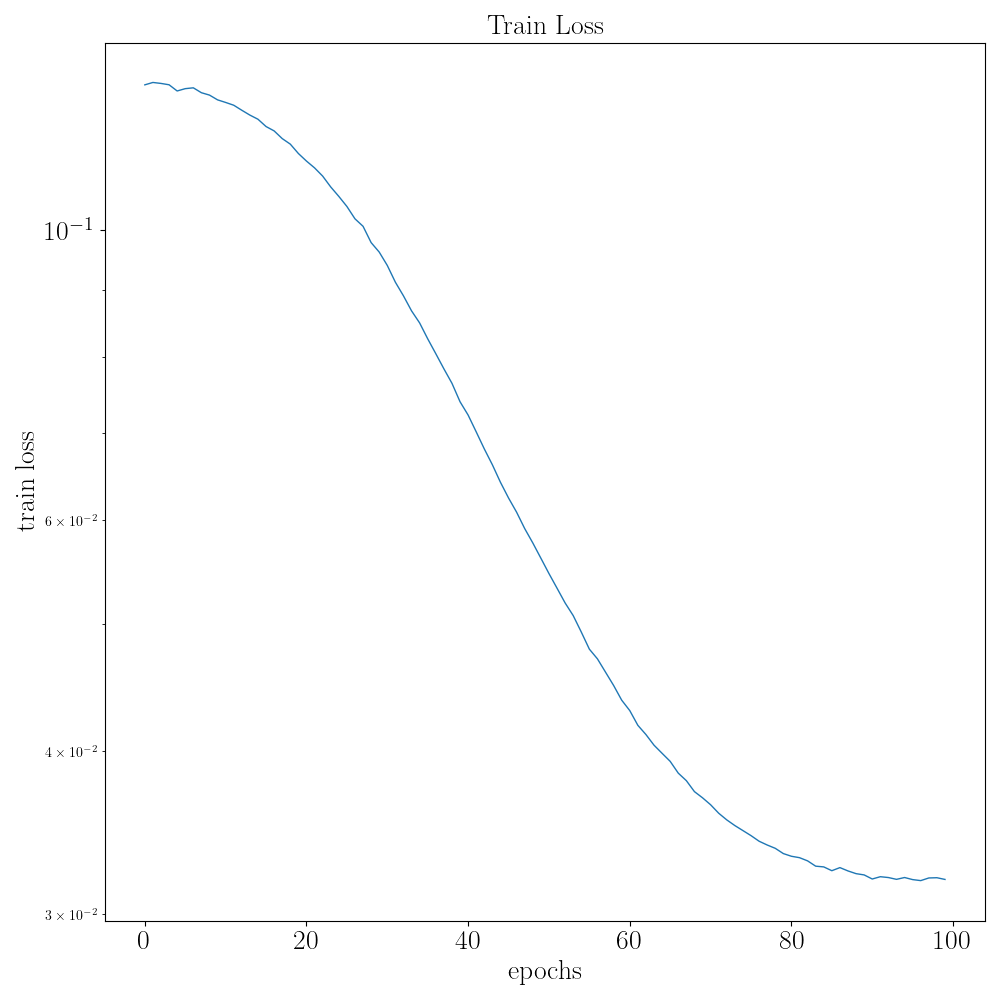 Train Loss
train loss
10⁻¹
6 × 10⁻²
4 × 10⁻²
3 × 10⁻²
0 20 40 60 80 100
epochs